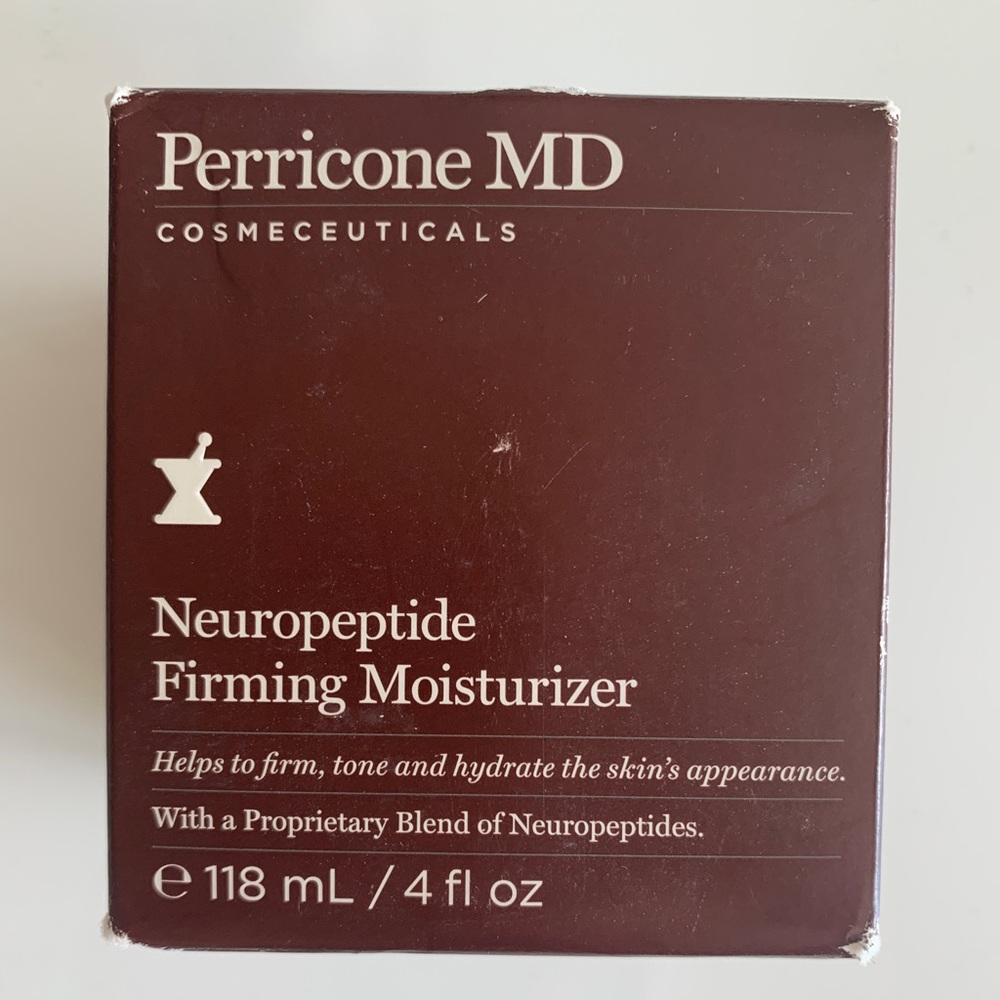 Perricone MD
COSMECEUTICALS
Neuropeptide
Firming Moisturizer
Helps to firm, tone and hydrate the skin's appearance.
With a Proprietary Blend of Neuropeptides.
℮ 118 mL / 4 fl oz